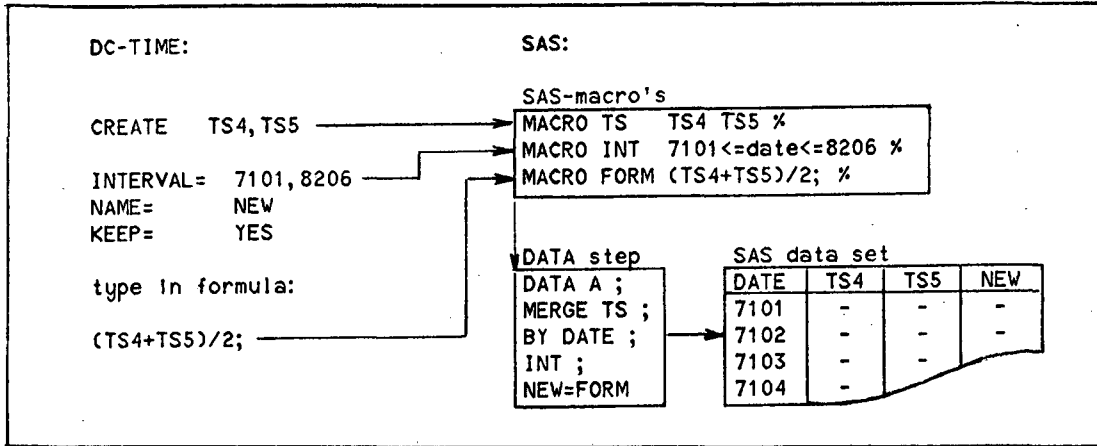 DC-TIME:
SAS:
SAS-macro's
CREATE TS4,TS5
MACRO TS TS4 TS5 %
MACRO INT 7101<=date<=8206 %
MACRO FORM (TS4+TS5)/2; %
INTERVAL= 7101,8206
NAME= NEW
KEEP= YES
type in formula:
(TS4+TS5)/2;
DATA step
DATA A ;
MERGE TS ;
BY DATE ;
INT ;
NEW=FORM
SAS data set
DATE TS4 TS5 NEW
7101 - - -
7102 - - -
7103 - -
7104 -